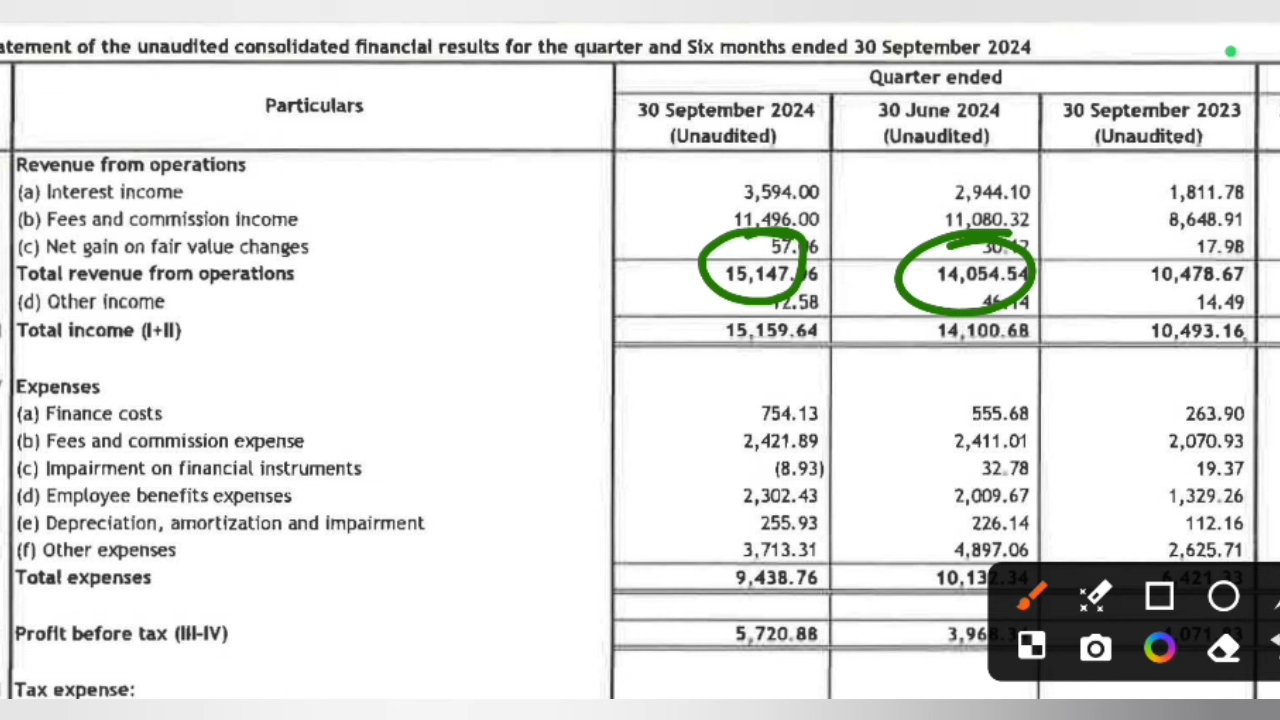 atement of the unaudited consolidated financial results for the quarter and Six months ended 30 September 2024
Quarter ended
Particulars 30 September 2024 30 June 2024 30 September 2023
(Unaudited) (Unaudited) (Unaudited)
Revenue from operations
(a) Interest income 3,594.00 2,944.10 1,811.78
(b) Fees and commission income 11,496.00 11,080.32 8,648.91
(c) Net gain on fair value changes 17.98
Total revenue from operations 14,054.54 10,478.67
(d) Other income 14.49
Total income (I+II) 15,159.64 14,100.68 10,493.16
Expenses
(a) Finance costs 754.13 555.68 263.90
(b) Fees and commission expense 2,421.89 2,411.01 2,070.93
(c) Impairment on financial instruments (8.93) 32.78 19.37
(d) Employee benefits expenses 2,302.43 2,009.67 1,329.26
(e) Depreciation, amortization and impairment 255.93 226.14 112.16
(f) Other expenses 3,713.31 4,897.06 2,625.71
Total expenses 9,438.76
Profit before tax (III-IV) 5,720.88
Tax expense: